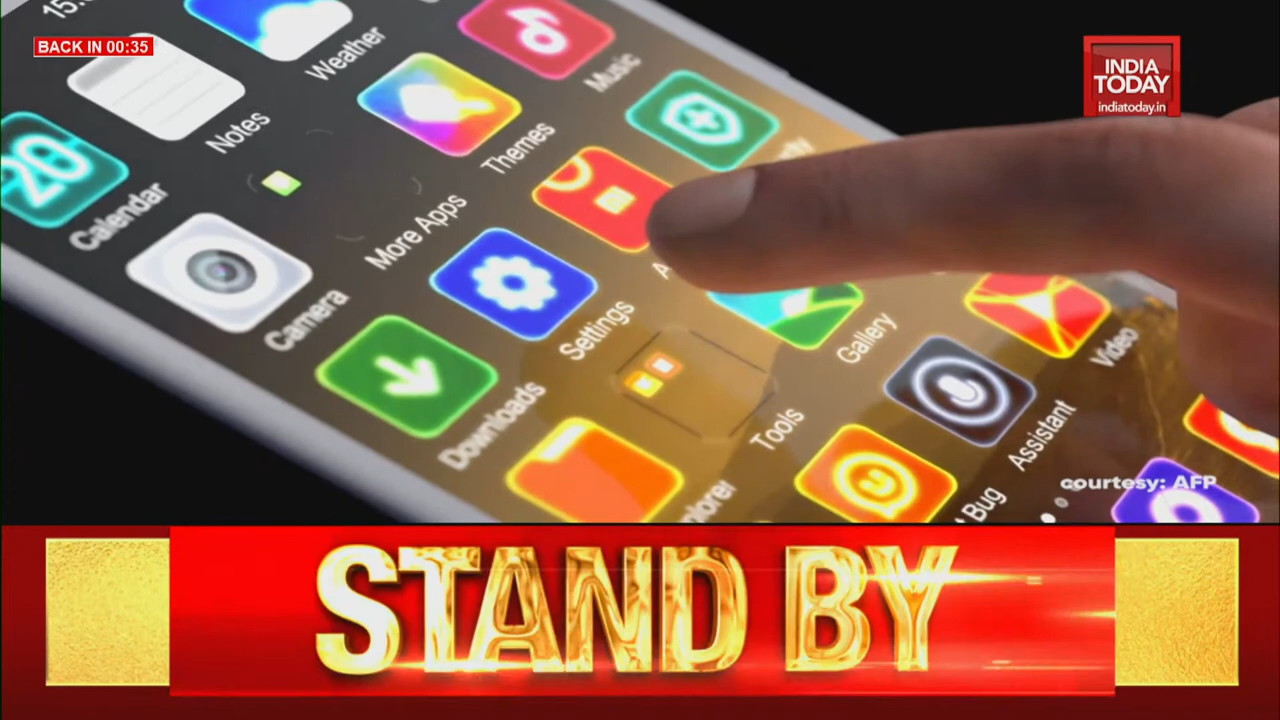 BACK IN 00:35
INDIA
TODAY
indiatoday.in
Weather
Music
Notes
Themes
20
Calendar
More Apps
Camera
Settings
Gallery
Video
Downloads
Tools
Assistant
Bug
courtesy: AFP
STAND BY